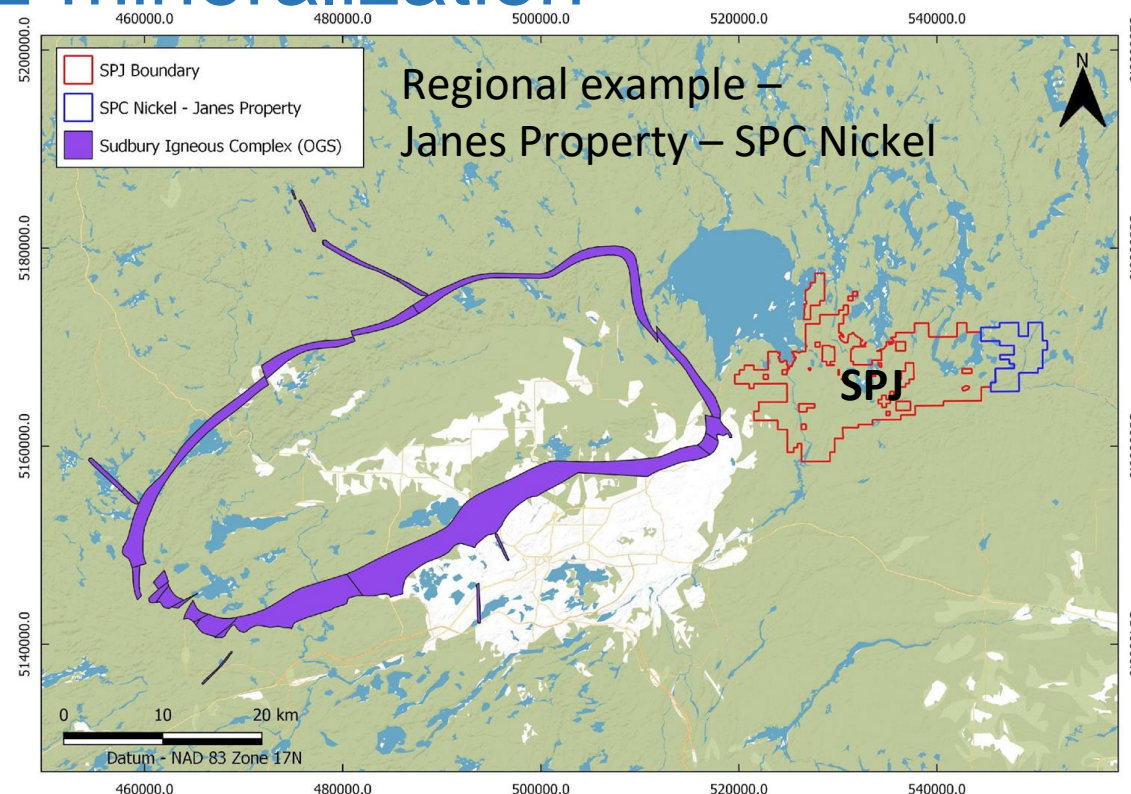 mineralization
460000.0 480000.0 500000.0 520000.0 540000.0
5200000.0
SPJ Boundary
SPC Nickel - Janes Property
Sudbury Igneous Complex (OGS)
Regional example –
Janes Property – SPC Nickel
N
5180000.0
SPJ
5160000.0
5140000.0
0 10 20 km
Datum - NAD 83 Zone 17N
460000.0 480000.0 500000.0 520000.0 540000.0